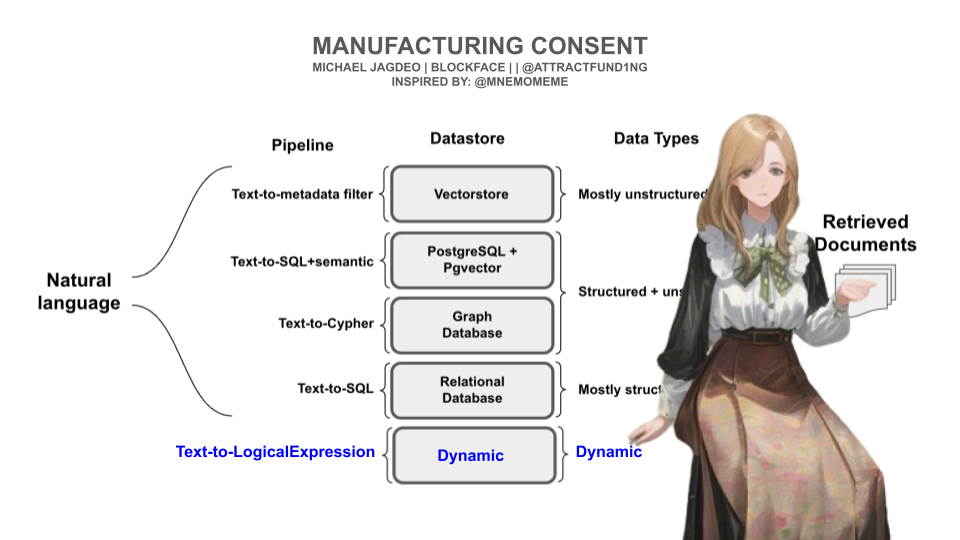 MANUFACTURING CONSENT
MICHAEL JAGDEO | BLOCKFACE | | @ATTRACTFUND1NG
INSPIRED BY: @MNEMOMEME
Pipeline
Datastore
Data Types
Text-to-metadata filter
Vectorstore
Mostly unstructured
Text-to-SQL+semantic
PostgreSQL +
Pgvector
Structured + uns
Text-to-Cypher
Graph
Database
Text-to-SQL
Relational
Database
Mostly struct
Text-to-LogicalExpression
Dynamic
Dynamic
Natural
language
Retrieved
Documents